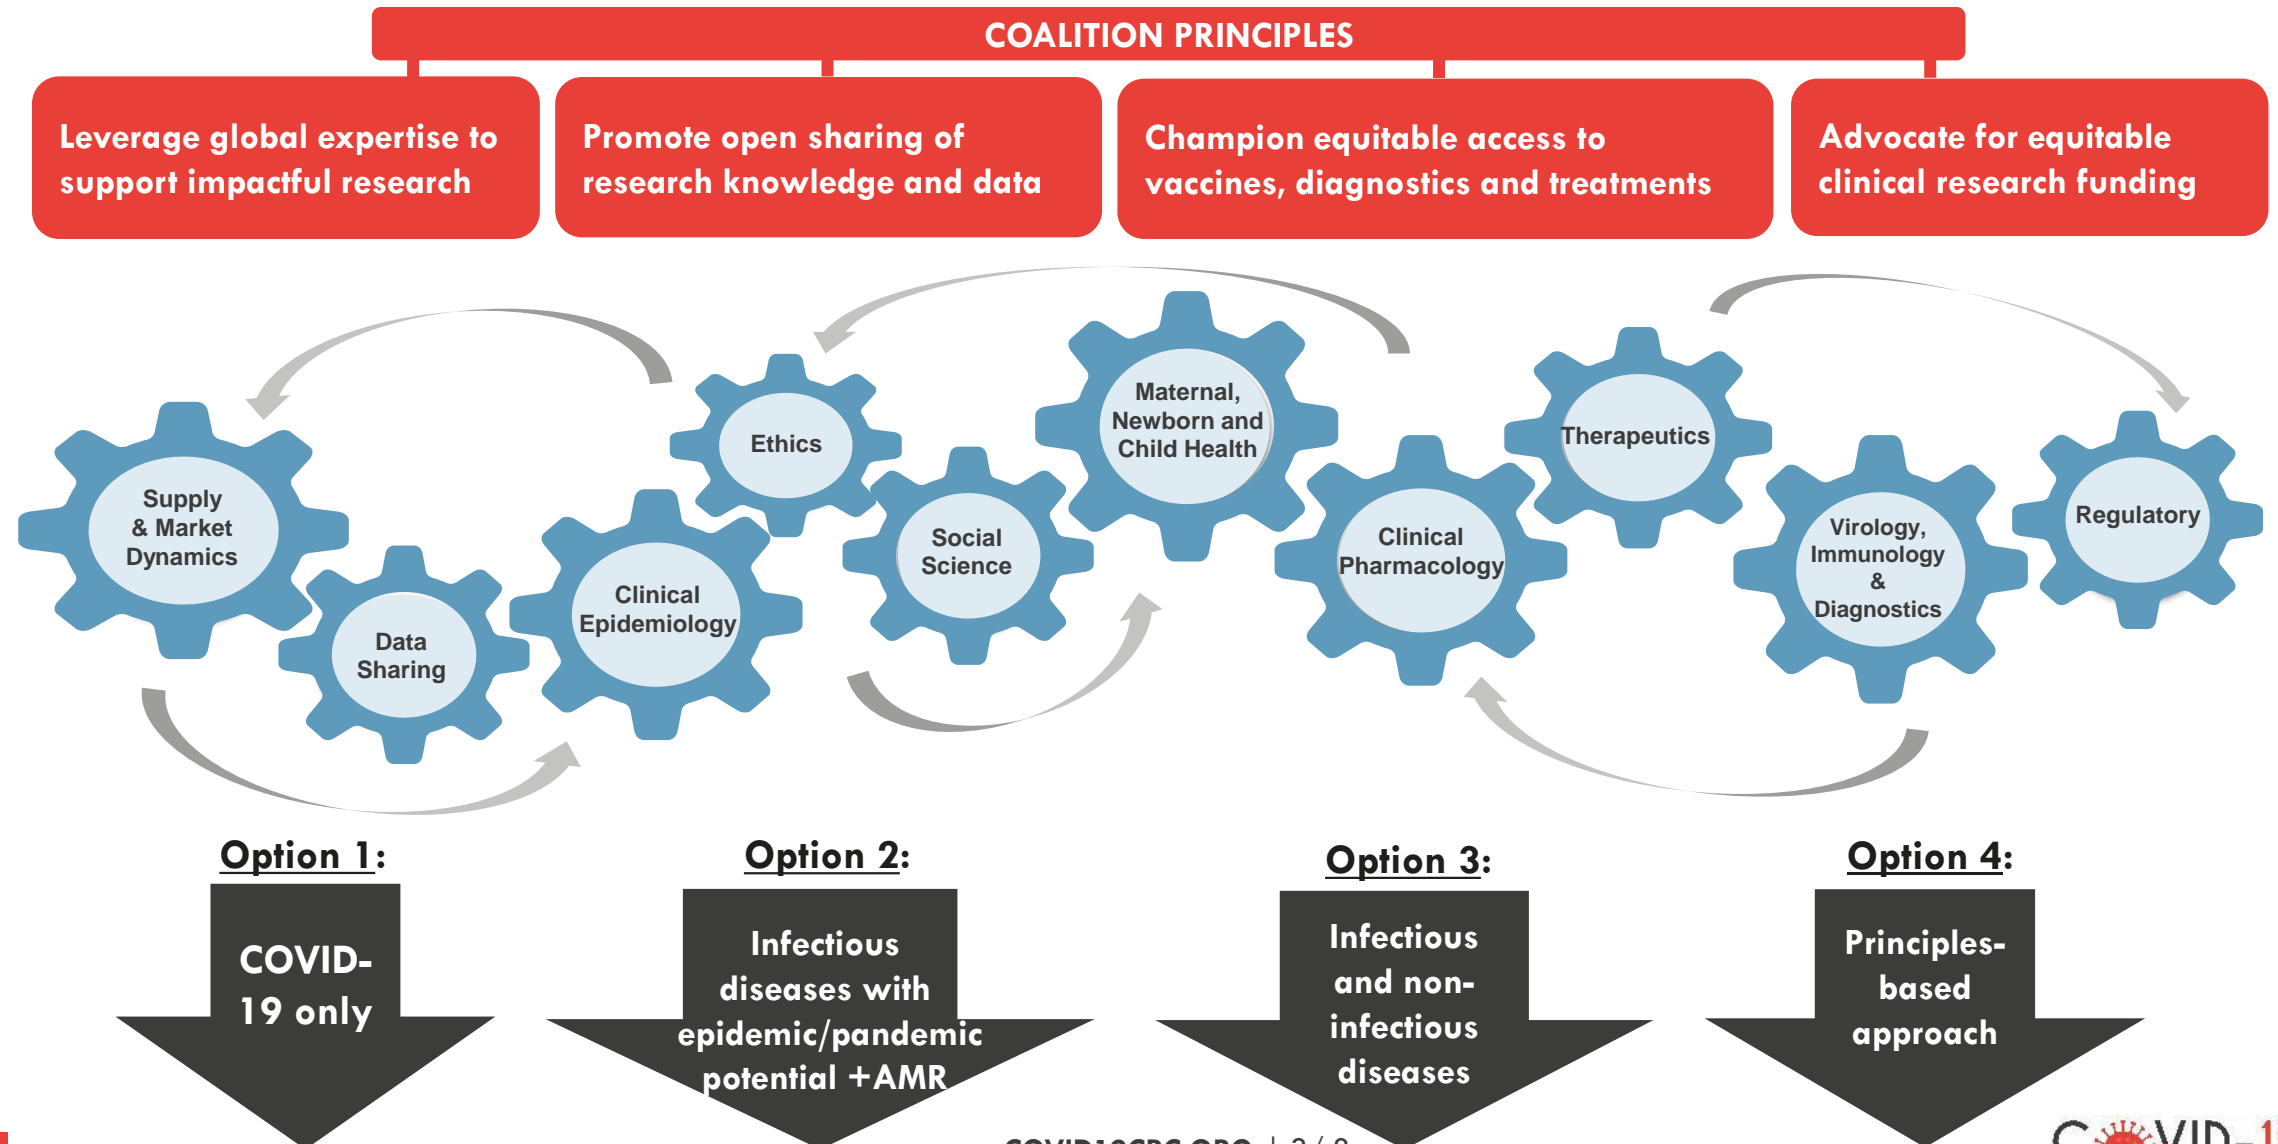 COALITION PRINCIPLES
Leverage global expertise to
support impactful research
Promote open sharing of
research knowledge and data
Champion equitable access to
vaccines, diagnostics and treatments
Advocate for equitable
clinical research funding
Supply
& Market
Dynamics
Data
Sharing
Clinical
Epidemiology
Ethics
Social
Science
Maternal,
Newborn and
Child Health
Clinical
Pharmacology
Therapeutics
Virology,
Immunology
&
Diagnostics
Regulatory
Option 1:
COVID-
19 only
Option 2:
Infectious
diseases with
epidemic/pandemic
potential +AMR
Option 3:
Infectious
and non-
infectious
diseases
Option 4:
Principles-
based
approach